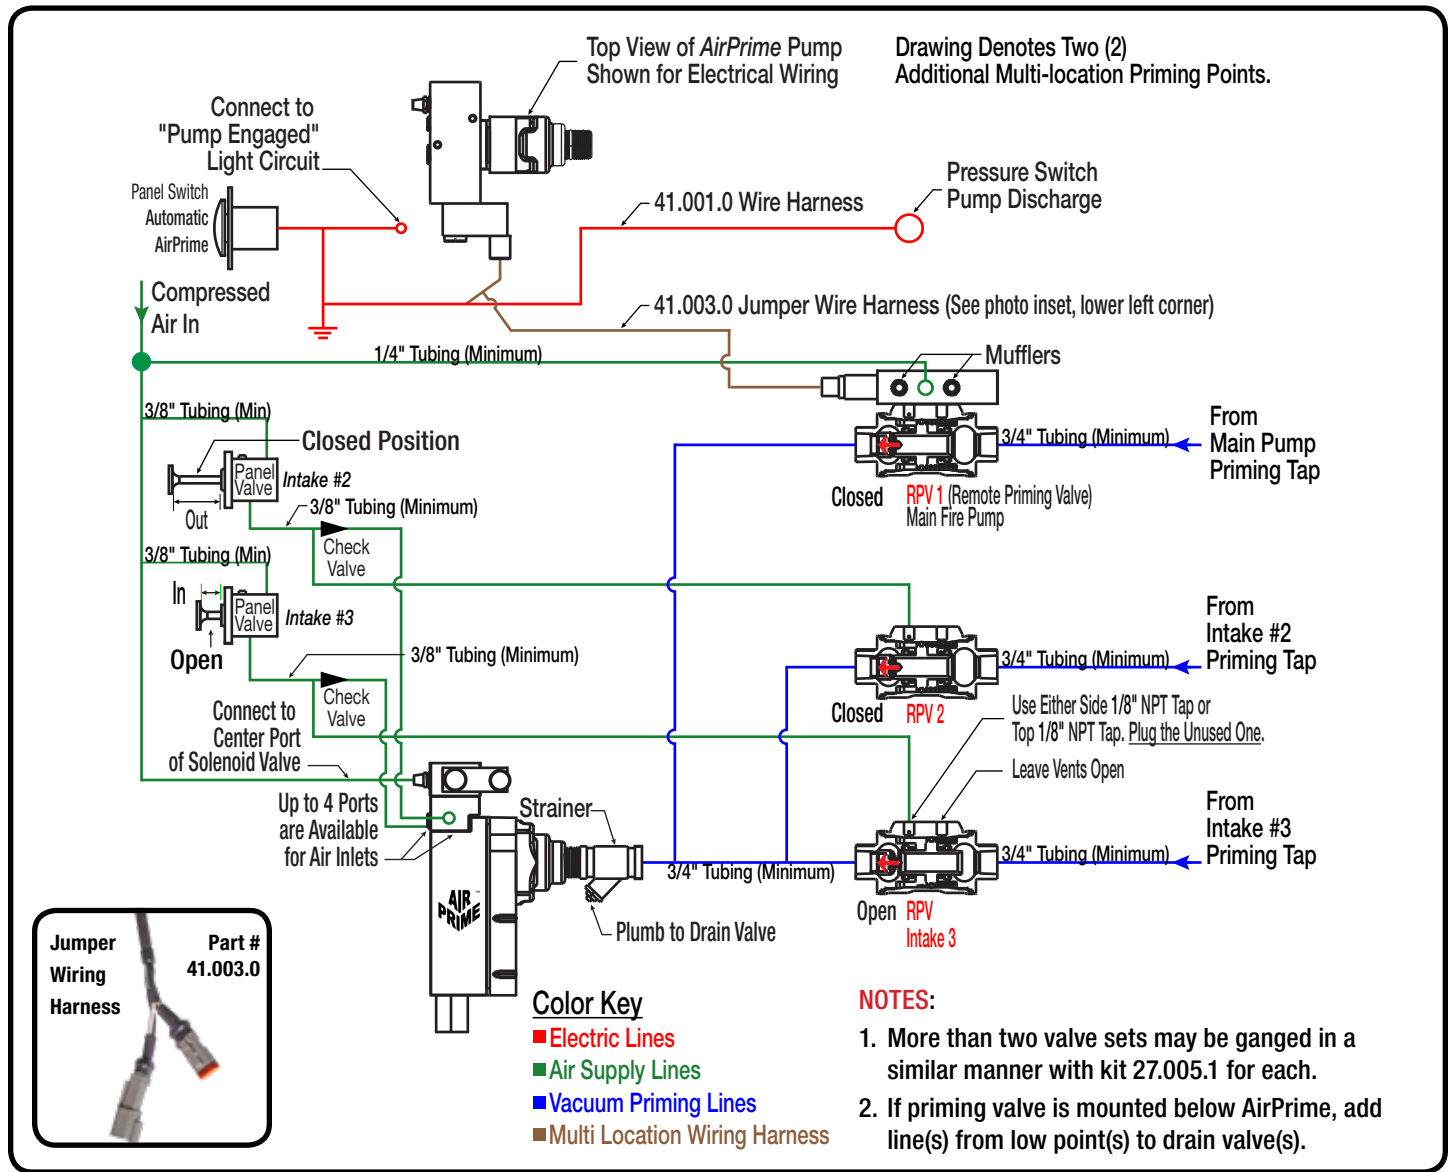 Top View of AirPrime Pump
Shown for Electrical Wiring
Drawing Denotes Two (2)
Additional Multi-location Priming Points.
Connect to
"Pump Engaged"
Light Circuit
Panel Switch
Automatic
AirPrime
41.001.0 Wire Harness
Pressure Switch
Pump Discharge
Compressed
Air In
41.003.0 Jumper Wire Harness (See photo inset, lower left corner)
1/4" Tubing (Minimum)
Mufflers
3/8" Tubing (Min)
Closed Position
Panel
Valve
Intake #2
Out
3/8" Tubing (Minimum)
Check
Valve
3/4" Tubing (Minimum)
From
Main Pump
Priming Tap
Closed
RPV 1 (Remote Priming Valve)
Main Fire Pump
3/8" Tubing (Min)
In
Panel
Valve
Intake #3
Open
3/8" Tubing (Minimum)
Check
Valve
3/4" Tubing (Minimum)
From
Intake #2
Priming Tap
Closed
RPV 2
Connect to
Center Port
of Solenoid Valve
Use Either Side 1/8" NPT Tap or
Top 1/8" NPT Tap. Plug the Unused One.
Leave Vents Open
Up to 4 Ports
are Available
for Air Inlets
Strainer
3/4" Tubing (Minimum)
3/4" Tubing (Minimum)
From
Intake #3
Priming Tap
AIR
PRIME
™
Plumb to Drain Valve
Open
RPV
Intake 3
Jumper
Wiring
Harness
Part #
41.003.0
Color Key
Electric Lines
Air Supply Lines
Vacuum Priming Lines
Multi Location Wiring Harness
NOTES:
1. More than two valve sets may be ganged in a
similar manner with kit 27.005.1 for each.
2. If priming valve is mounted below AirPrime, add
line(s) from low point(s) to drain valve(s).